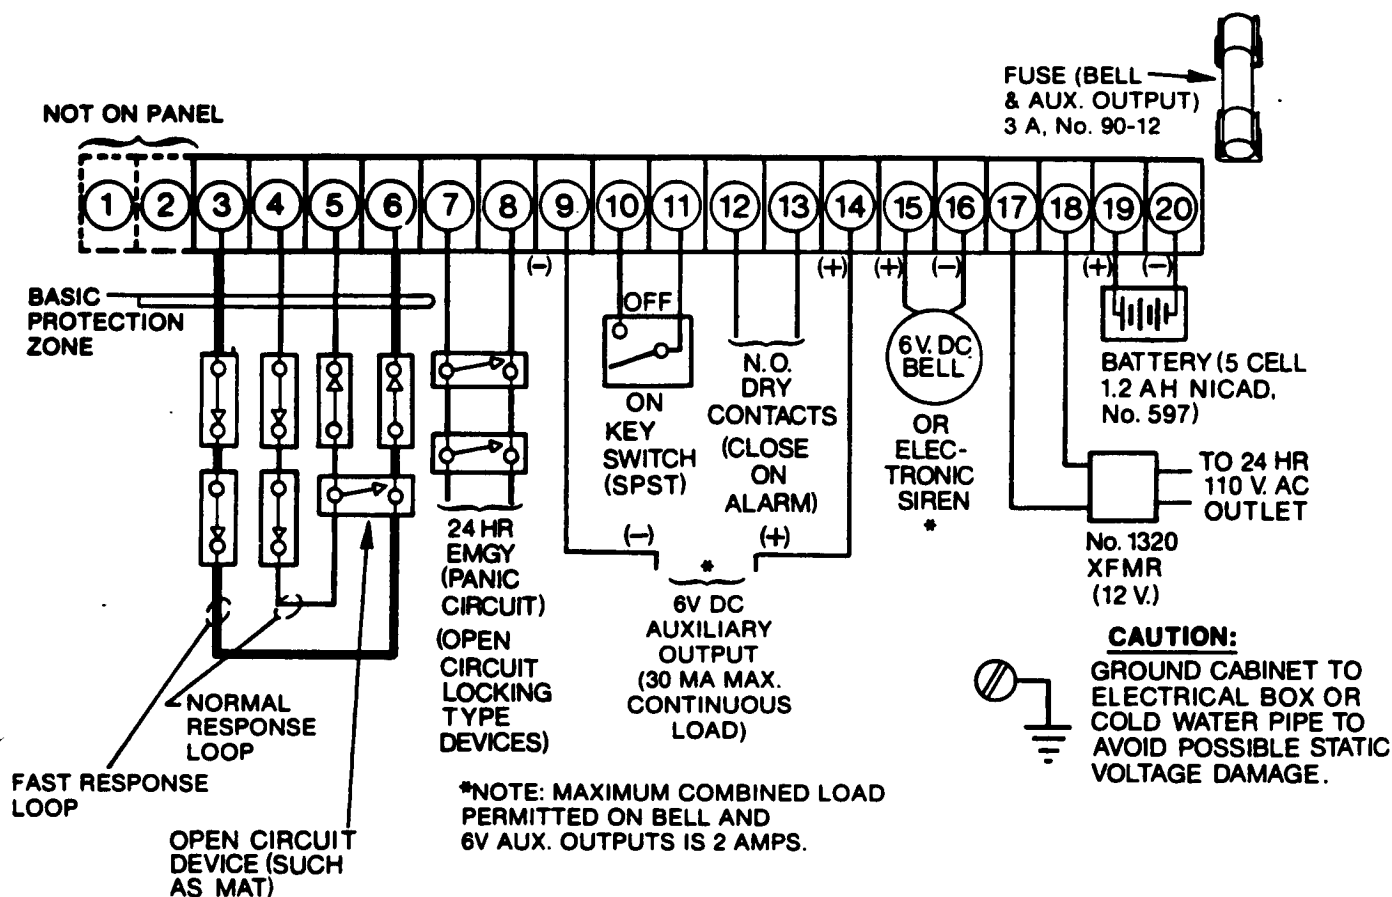 FUSE (BELL
& AUX. OUTPUT)
3 A, No. 90-12
NOT ON PANEL
1 2 3 4 5 6 7 8 9 10 11 12 13 14 15 16 17 18 19 20
(-)
(+)
(+)
(-)
(+)
(-)
BASIC
PROTECTION
ZONE
OFF
ON
KEY
SWITCH
(SPST)
N.O.
DRY
CONTACTS
(CLOSE
ON
ALARM)
6 V. DC
BELL
OR
ELEC-
TRONIC
SIREN
*
BATTERY (5 CELL
1.2 AH NICAD,
No. 597)
TO 24 HR
110 V. AC
OUTLET
No. 1320
XFMR
(12 V.)
24 HR
EMGY
(PANIC
CIRCUIT)
(OPEN
CIRCUIT
LOCKING
TYPE
DEVICES)
(-)
(+)
*
6V DC
AUXILIARY
OUTPUT
(30 MA MAX.
CONTINUOUS
LOAD)
CAUTION:
GROUND CABINET TO
ELECTRICAL BOX OR
COLD WATER PIPE TO
AVOID POSSIBLE STATIC
VOLTAGE DAMAGE.
NORMAL
RESPONSE
LOOP
FAST RESPONSE
LOOP
OPEN CIRCUIT
DEVICE (SUCH
AS MAT)
*NOTE: MAXIMUM COMBINED LOAD
PERMITTED ON BELL AND
6V AUX. OUTPUTS IS 2 AMPS.